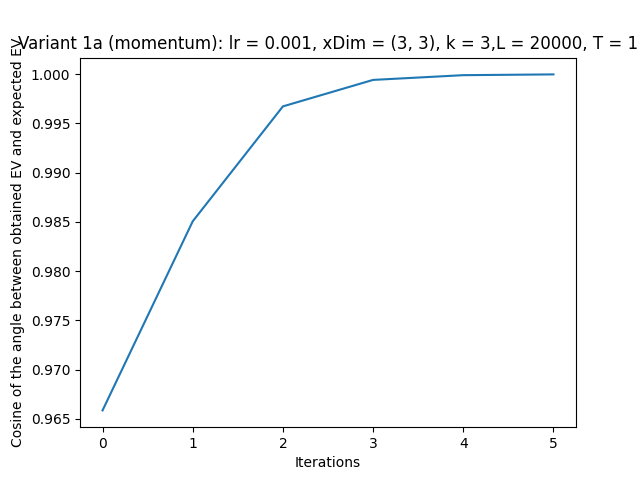 Variant 1a (momentum): lr = 0.001, xDim = (3, 3), k = 3,L = 20000, T = 1
Cosine of the angle between obtained EV and expected EV
1.000
0.995
0.990
0.985
0.980
0.975
0.970
0.965
0 1 2 3 4 5
Iterations